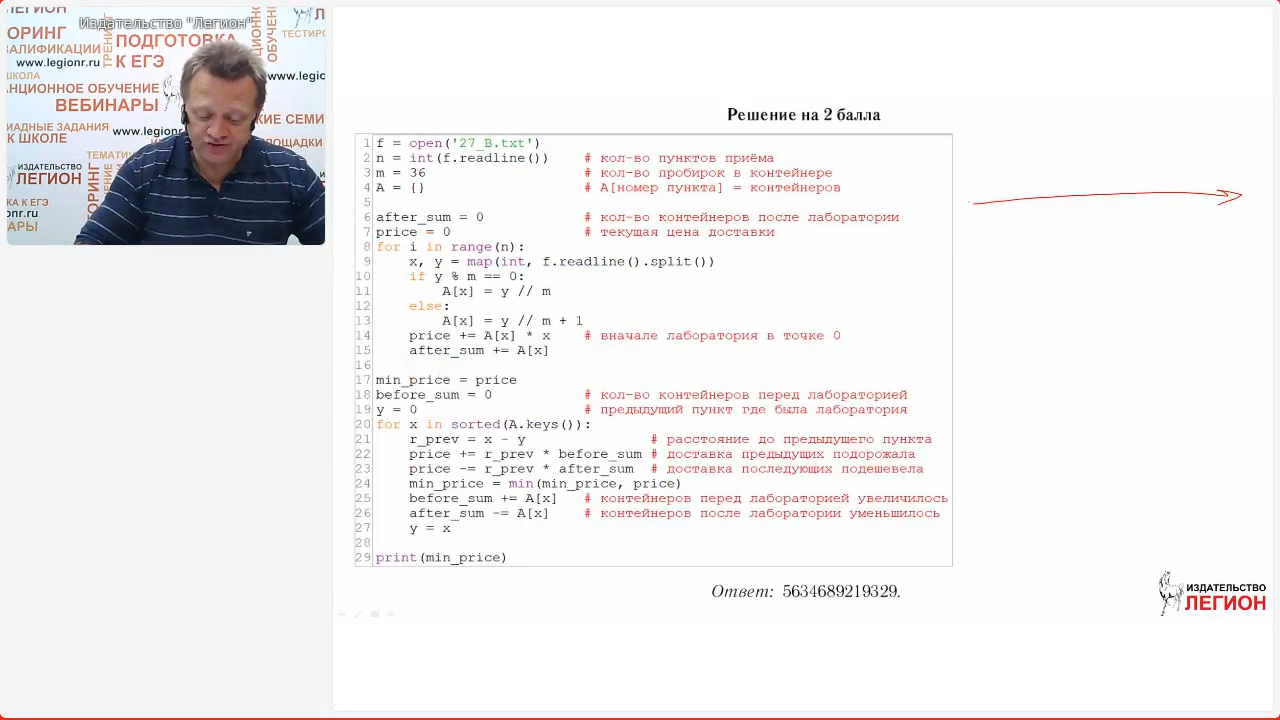 Издательство "Легион"
ЛЕГИОН
ОРИНГ
ВАЛИФИКАЦИИ
www.legionr.ru
ШКОЛА
АНЦИОННОЕ ОБУЧЕНИЕ
ВЕБИНАРЫ
ПОДГОТОВКА
К ЕГЭ
ТРЕНИ
ОБУЧЕН
ТЕСТИРО
www.legic
ИАДНЫЕ ЗАДАНИЯ
К ШКОЛЕ
www.legionr
КИЕ СЕМИ
ПЛОЩАДКИ
ТЕМАТИ
ИЗДАТЕЛЬСТВО
ЛЕГИОН
ОРИНГ
КА К ЕГЭ
onr.ru
АРЫ
Решение на 2 балла
1 f = open('27_B.txt')
2 n = int(f.readline()) # кол-во пунктов приёма
3 m = 36 # кол-во пробирок в контейнере
4 A = {} # A[номер пункта] = контейнеров
5
6 after_sum = 0 # кол-во контейнеров после лаборатории
7 price = 0 # текущая цена доставки
8 for i in range(n):
9 x, y = map(int, f.readline().split())
10 if y % m == 0:
11 A[x] = y // m
12 else:
13 A[x] = y // m + 1
14 price += A[x] * x # вначале лаборатория в точке 0
15 after_sum += A[x]
16
17 min_price = price
18 before_sum = 0 # кол-во контейнеров перед лабораторией
19 y = 0 # предыдущий пункт где была лаборатория
20 for x in sorted(A.keys()):
21 r_prev = x - y # расстояние до предыдущего пункта
22 price += r_prev * before_sum # доставка предыдущих подорожала
23 price -= r_prev * after_sum # доставка последующих подешевела
24 min_price = min(min_price, price)
25 before_sum += A[x] # контейнеров перед лабораторией увеличилось
26 after_sum -= A[x] # контейнеров после лаборатории уменьшилось
27 y = x
28
29 print(min_price)
Ответ: 5634689219329.
ИЗДАТЕЛЬСТВО
ЛЕГИОН